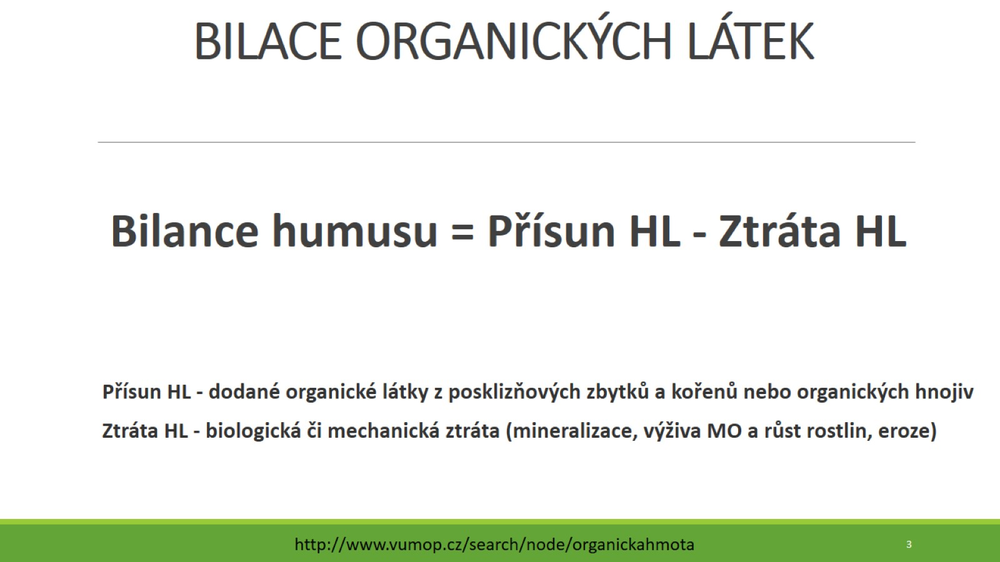 BILACE ORGANICKÝCH LÁTEK
Bilance humusu = Přísun HL - Ztráta HL
Přísun HL - dodané organické látky z posklizňových zbytků a kořenů nebo organických hnojiv
Ztráta HL - biologická či mechanická ztráta (mineralizace, výživa MO a růst rostlin, eroze)
http://www.vumop.cz/search/node/organickahmota
3